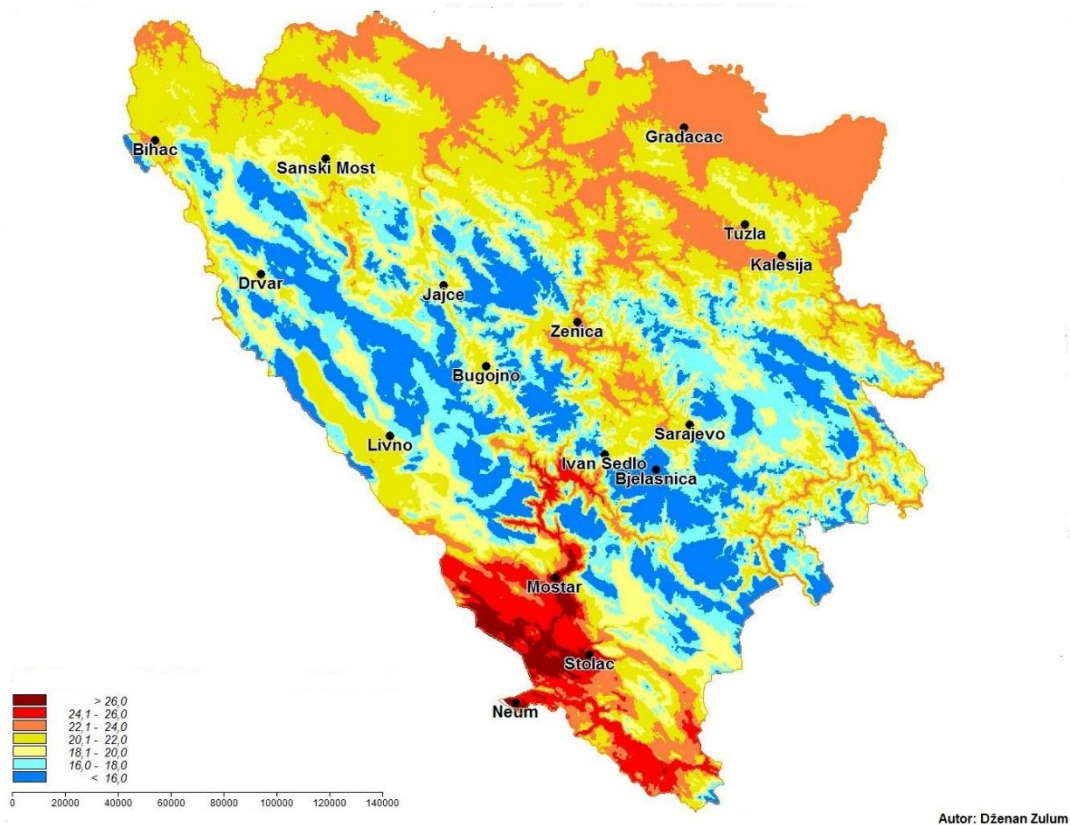 Gradacac
Bihac
Sanski Most
Tuzla
Kalesija
Drvar
Jajce
Zenica
Bugojno
Sarajevo
Livno
Ivan Sedlo
Bjelasnica
Mostar
Stolac
Neum
> 26,0
24,1 - 26,0
22,1 - 24,0
20,1 - 22,0
18,1 - 20,0
16,0 - 18,0
< 16,0
0 20000 40000 60000 80000 100000 120000 140000
Autor: Dženan Zulum